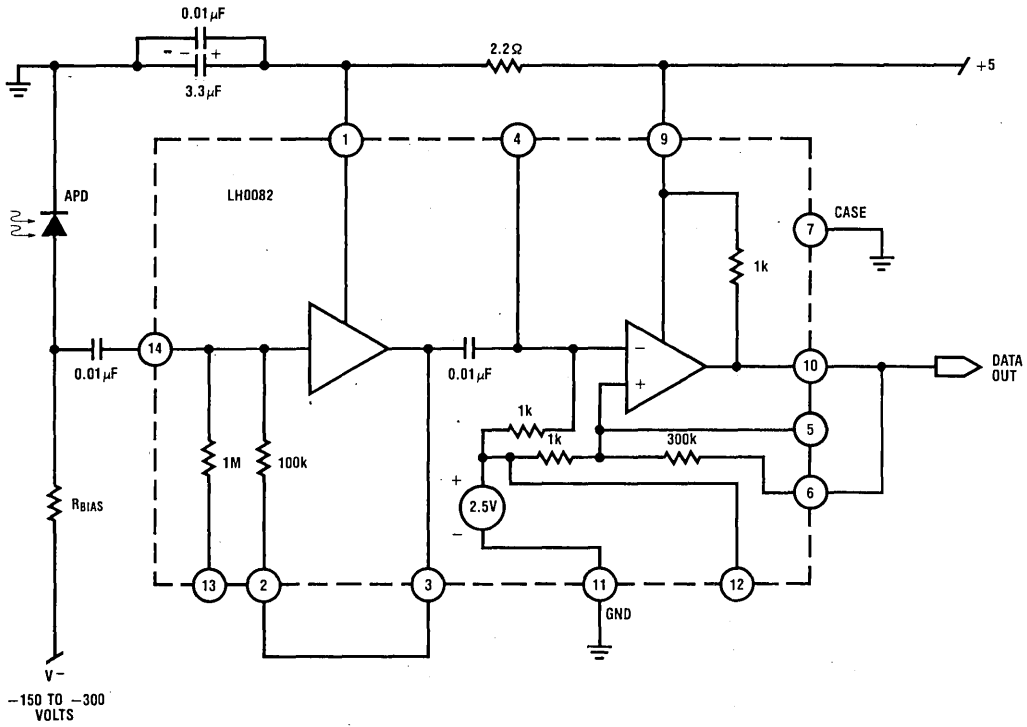 0.01μF
- - +
3.3μF
2.2Ω
+5
1
4
9
LH0082
APD
7
CASE
1k
14
0.01μF
0.01μF
-
+
10
DATA
OUT
1k
1k
300k
5
1M
100k
+
2.5V
-
6
RBIAS
13
2
3
11
GND
12
V-
-150 TO -300
VOLTS